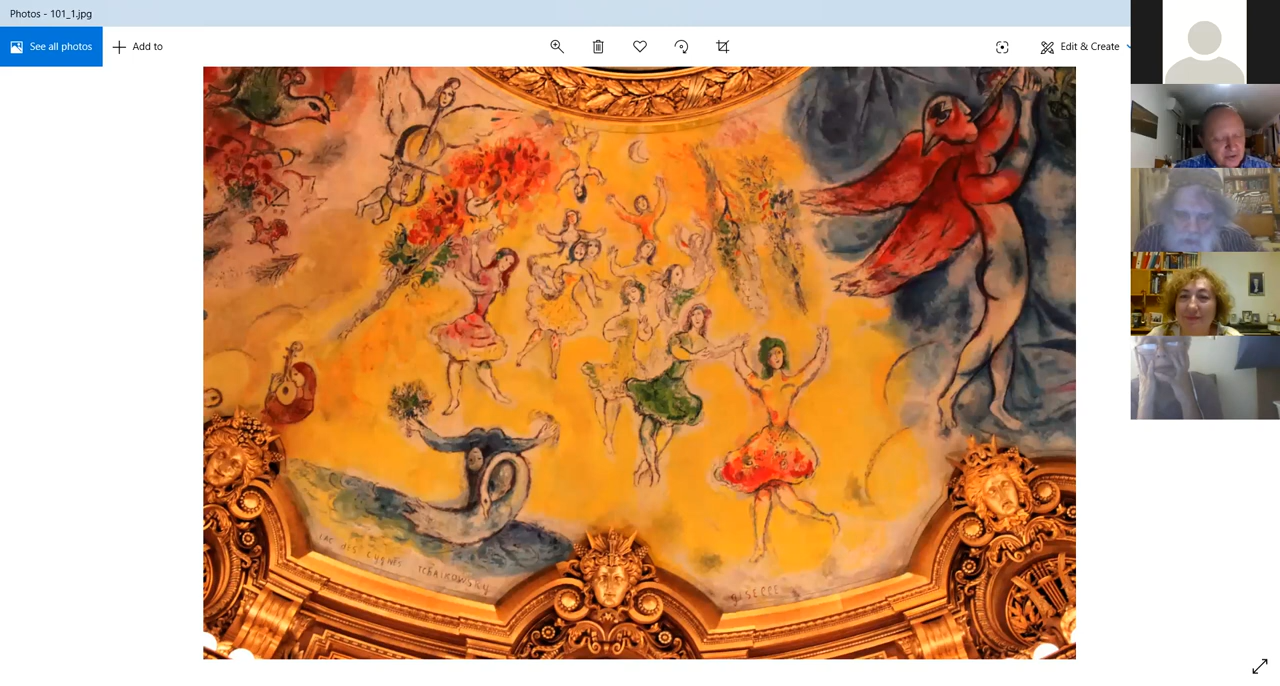 Photos - 101_1.jpg
See all photos
Add to
Edit & Create
Lac des cygnes TCHAIKOWSKY
GISELLE